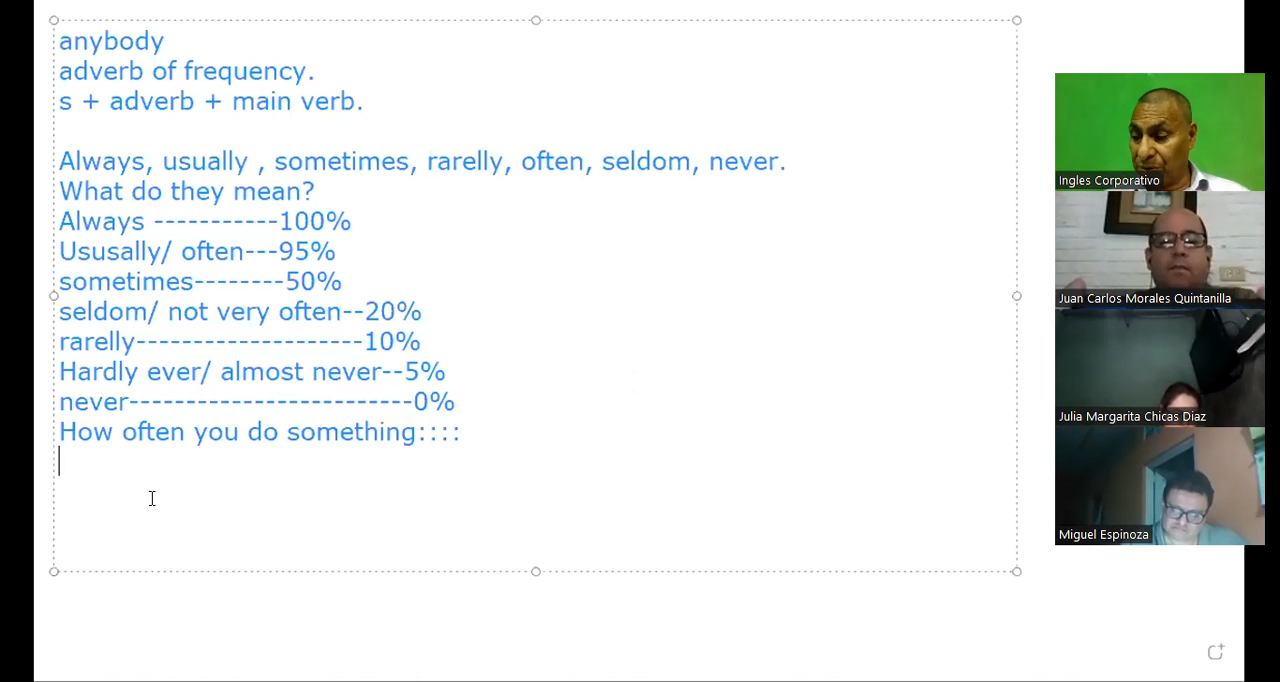 anybody
adverb of frequency.
s + adverb + main verb.
Always, usually , sometimes, rarelly, often, seldom, never.
What do they mean?
Always -----------100%
Ususally/ often---95%
sometimes--------50%
seldom/ not very often--20%
rarelly-------------------10%
Hardly ever/ almost never--5%
never------------------------0%
How often you do something::::
Ingles Corporativo
Juan Carlos Morales Quintanilla
Julia Margarita Chicas Diaz
Miguel Espinoza